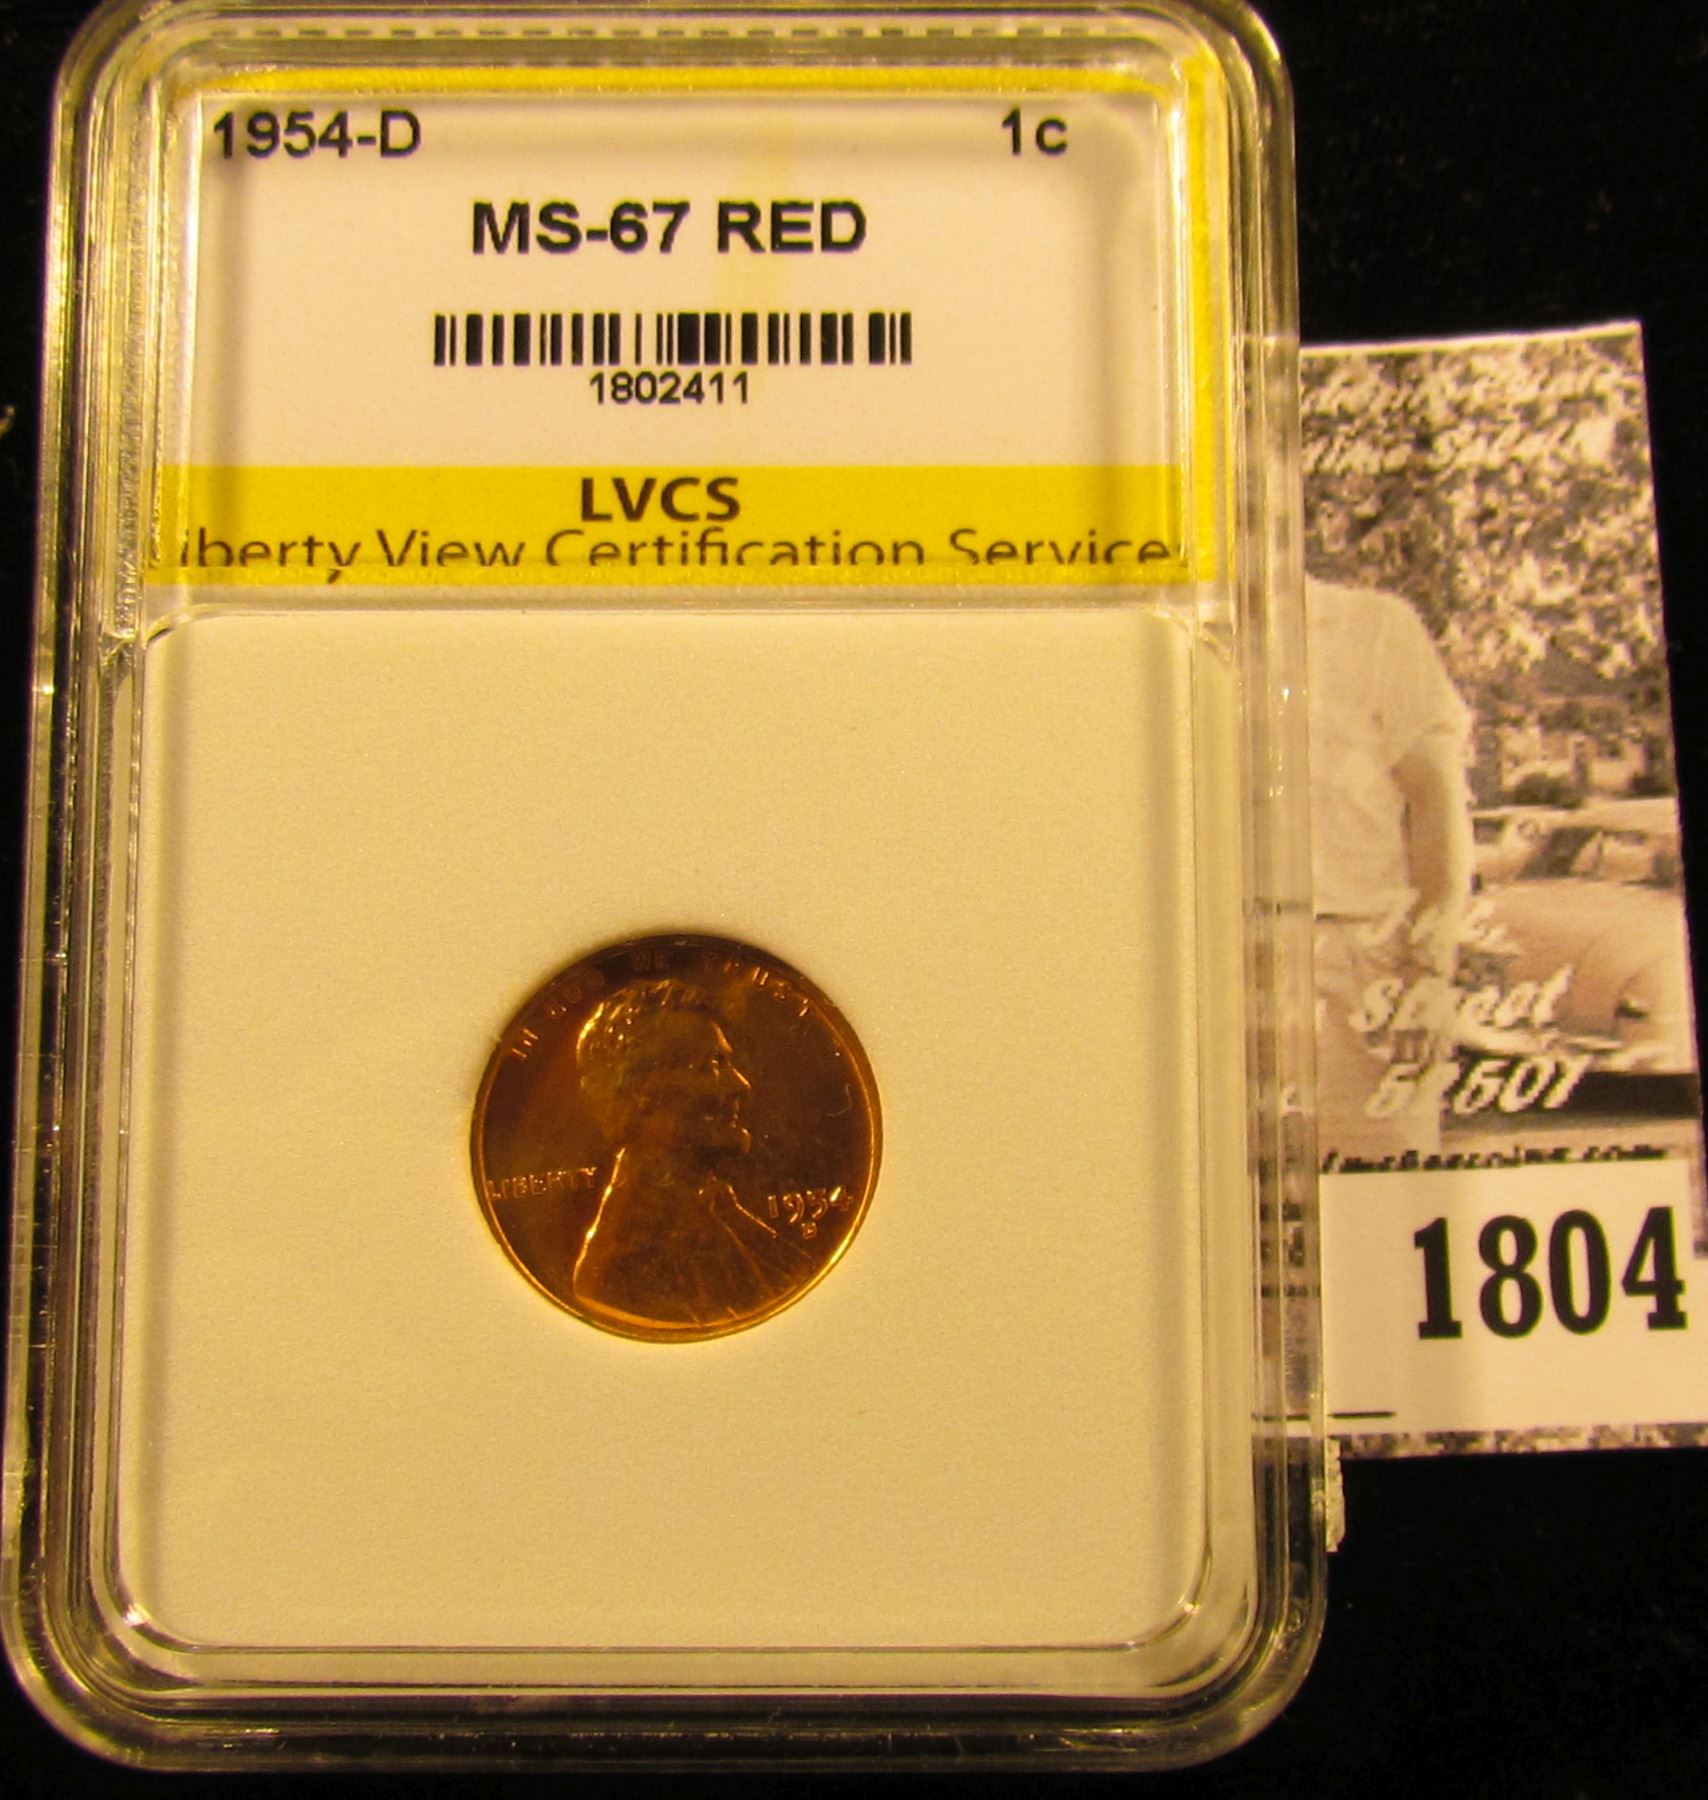 1954-D 1c
MS-67 RED
1802411
LVCS
iberty View Certification Service
IN GOD WE TRUST
LIBERTY
1954
D
Street
52501
1804